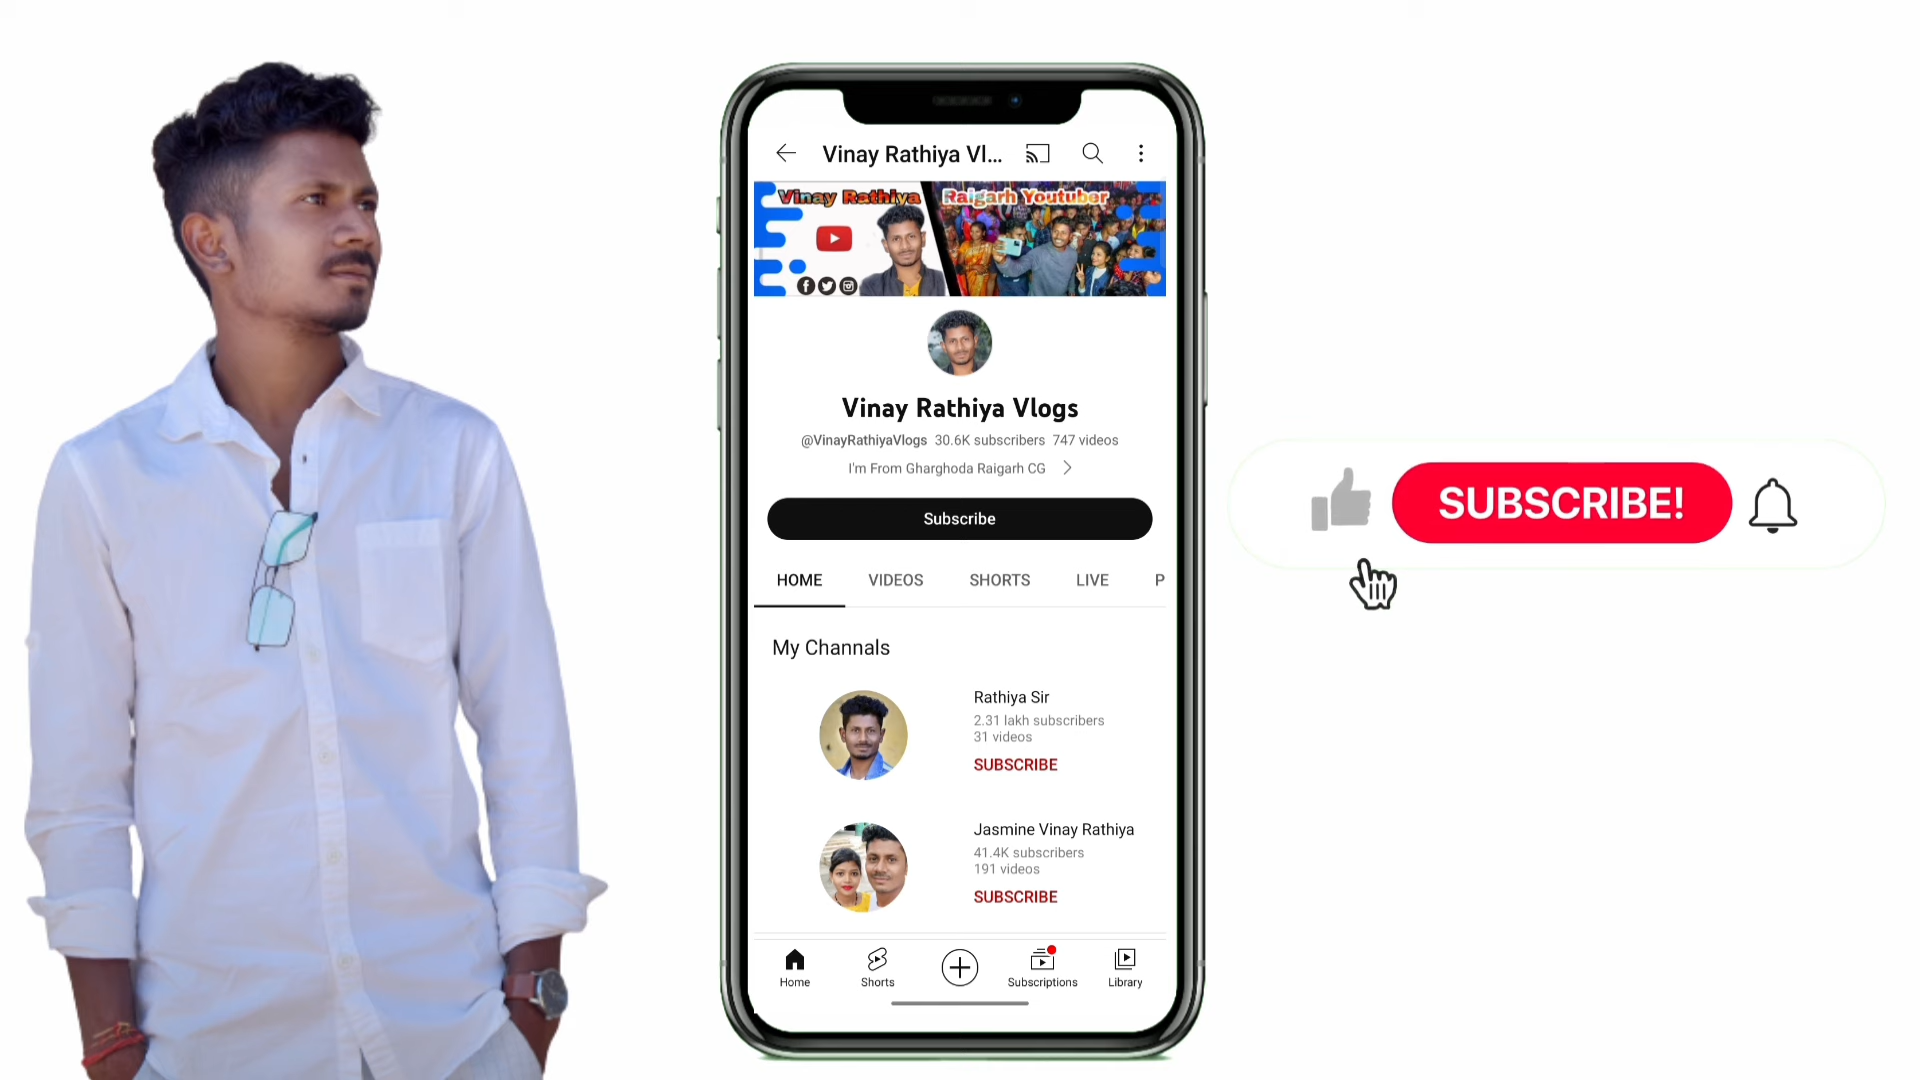 Vinay Rathiya Vl...
Vinay Rathiya
Raigarh Youtuber
Vinay Rathiya Vlogs
@VinayRathiyaVlogs 30.6K subscribers 747 videos
I'm From Gharghoda Raigarh CG
Subscribe
HOME VIDEOS SHORTS LIVE P
My Channals
Rathiya Sir
2.31 lakh subscribers
31 videos
SUBSCRIBE
Jasmine Vinay Rathiya
41.4K subscribers
191 videos
SUBSCRIBE
Home Shorts Subscriptions Library
SUBSCRIBE!